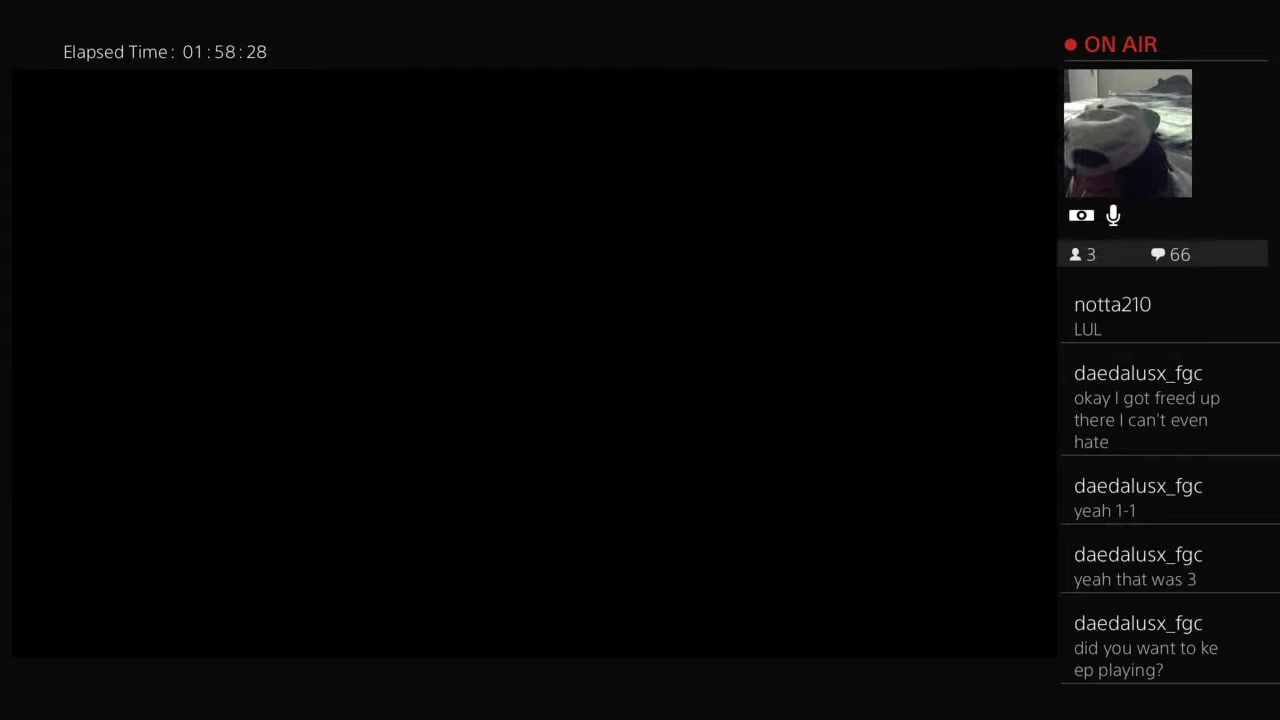 Elapsed Time: 01:58:28
ON AIR
3 66
notta210
LUL
daedalusx_fgc
okay I got freed up
there I can't even
hate
daedalusx_fgc
yeah 1-1
daedalusx_fgc
yeah that was 3
daedalusx_fgc
did you want to ke
ep playing?